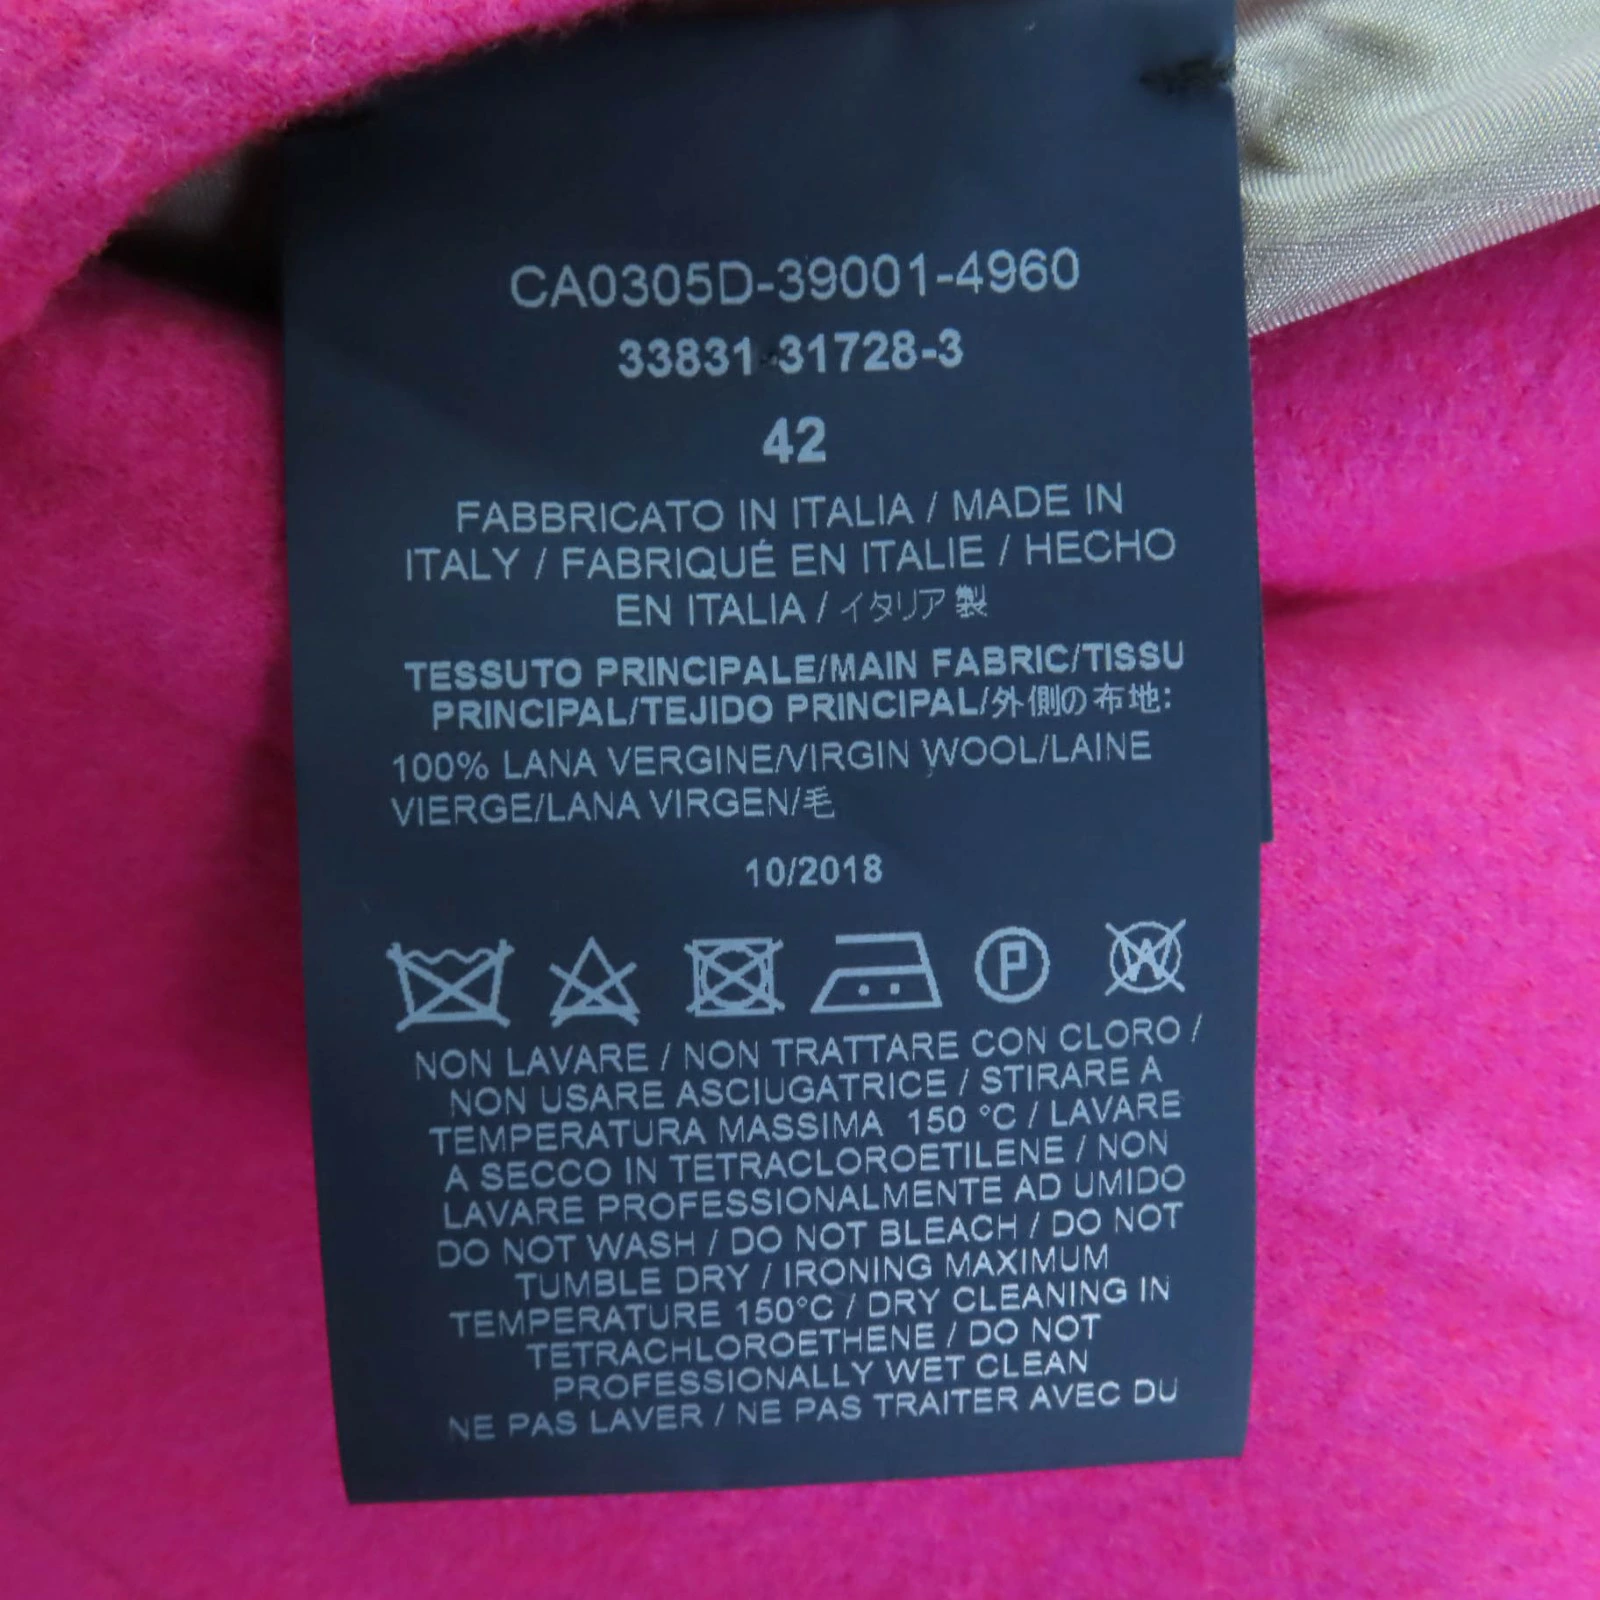 CA0305D-39001-4960
33831-31728-3
42
FABBRICATO IN ITALIA / MADE IN
ITALY / FABRIQUÉ EN ITALIE / HECHO
EN ITALIA / イタリア製
TESSUTO PRINCIPALE/MAIN FABRIC/TISSU
PRINCIPAL/TEJIDO PRINCIPAL/外側の布地:
100% LANA VERGINE/VIRGIN WOOL/LAINE
VIERGE/LANA VIRGEN/毛
10/2018
P W
NON LAVARE / NON TRATTARE CON CLORO /
NON USARE ASCIUGATRICE / STIRARE A
TEMPERATURA MASSIMA 150 °C / LAVARE
A SECCO IN TETRACLOROETILENE / NON
LAVARE PROFESSIONALMENTE AD UMIDO
DO NOT WASH / DO NOT BLEACH / DO NOT
TUMBLE DRY / IRONING MAXIMUM
TEMPERATURE 150°C / DRY CLEANING IN
TETRACHLOROETHENE / DO NOT
PROFESSIONALLY WET CLEAN
NE PAS LAVER / NE PAS TRAITER AVEC DU